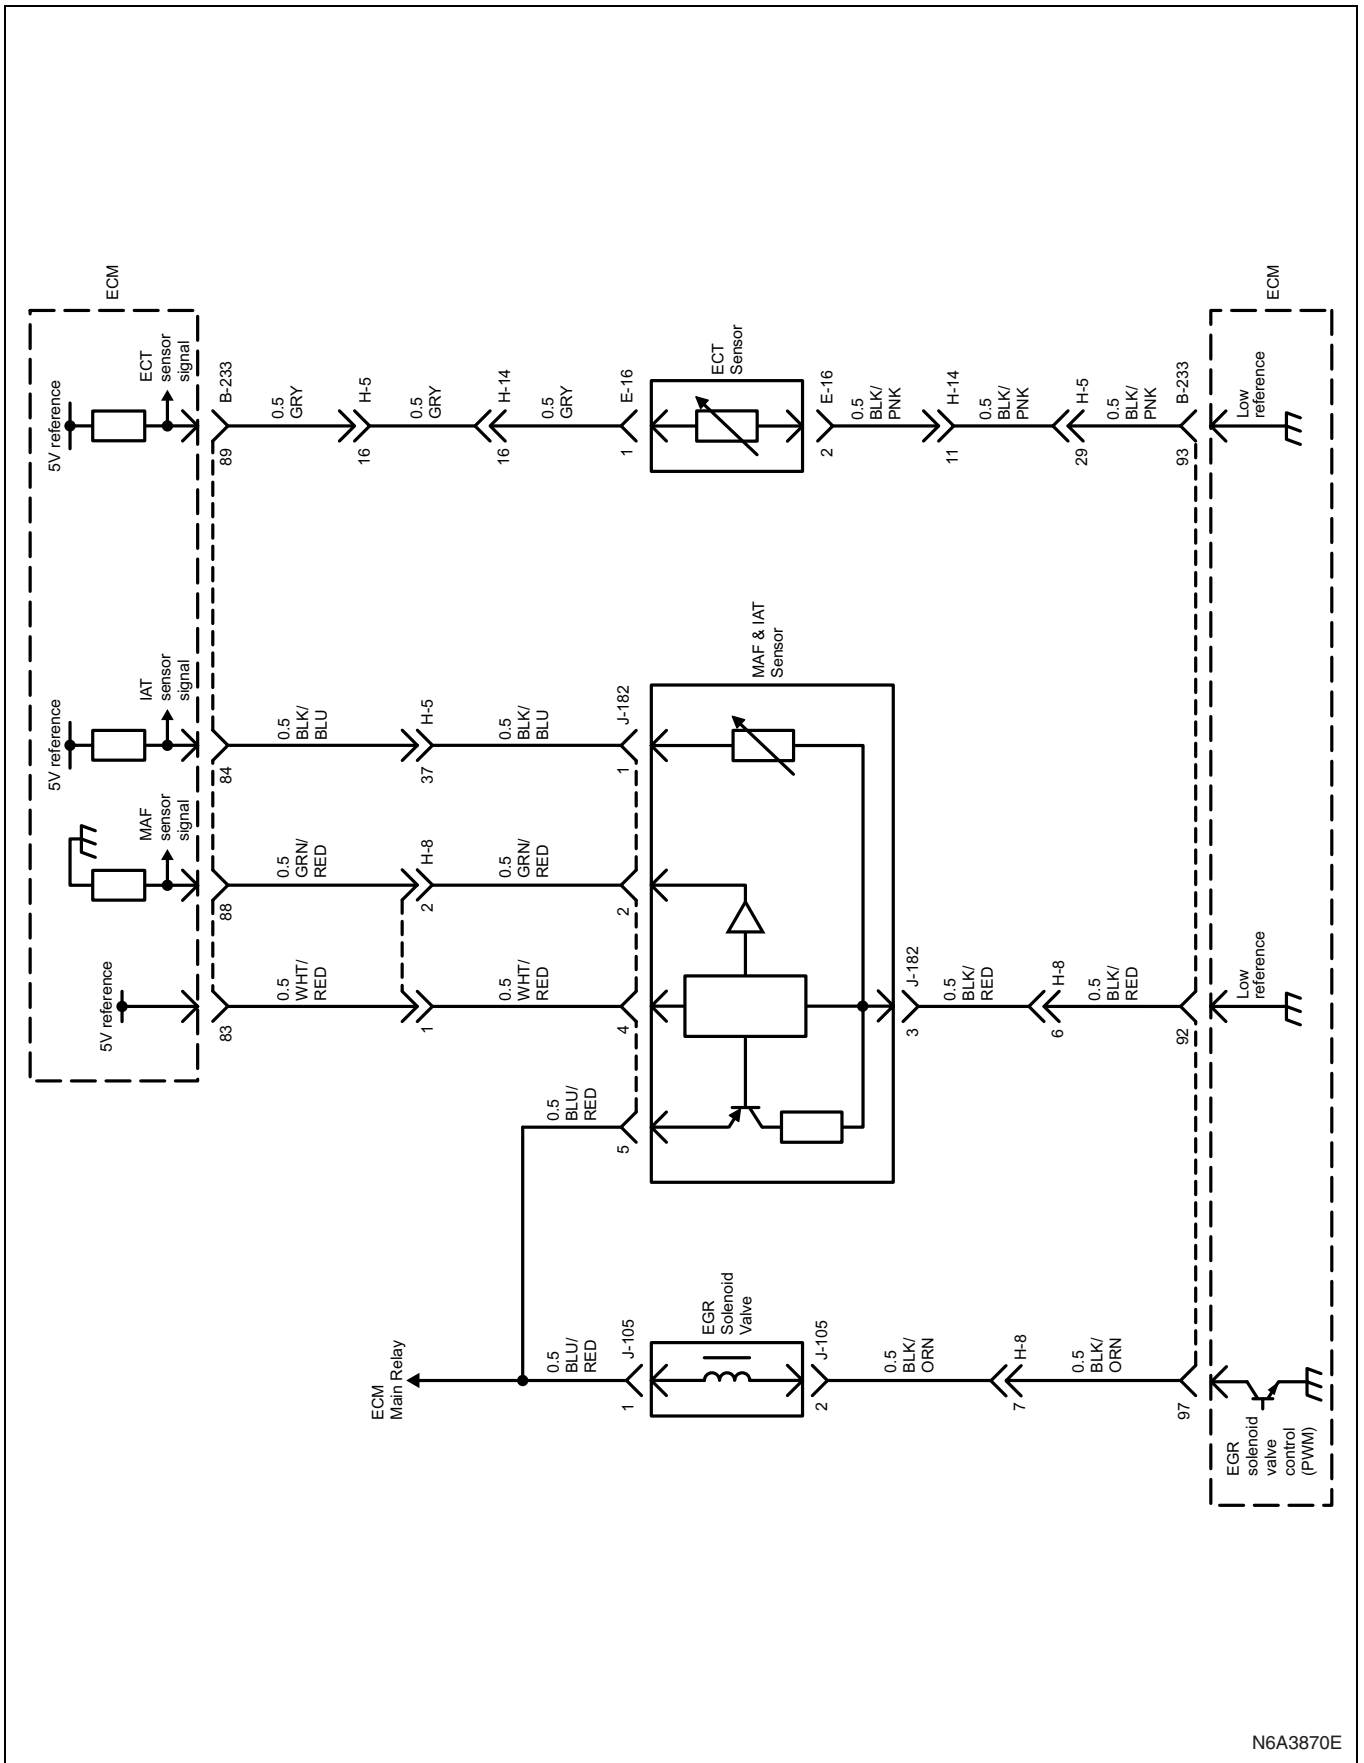 ECM
5V reference
ECT
sensor
signal
5V reference
IAT
sensor
signal
MAF
sensor
signal
5V reference
B-233
89
84
88
83
0.5
GRY
H-5
16
0.5
GRY
H-14
16
0.5
GRY
E-16
1
ECT
Sensor
E-16
2
0.5
BLK/
PNK
H-14
11
0.5
BLK/
PNK
H-5
29
0.5
BLK/
PNK
B-233
93
Low
reference
ECM
0.5
BLK/
BLU
H-5
37
0.5
BLK/
BLU
J-182
1
MAF & IAT
Sensor
0.5
GRN/
RED
H-8
2
0.5
GRN/
RED
2
0.5
WHT/
RED
1
0.5
WHT/
RED
4
0.5
BLU/
RED
5
J-182
3
0.5
BLK/
RED
H-8
6
0.5
BLK/
RED
92
Low
reference
ECM
Main Relay
0.5
BLU/
RED
J-105
1
EGR
Solenoid
Valve
J-105
2
0.5
BLK/
ORN
H-8
7
0.5
BLK/
ORN
97
EGR
solenoid
valve
control
(PWM)
N6A3870E